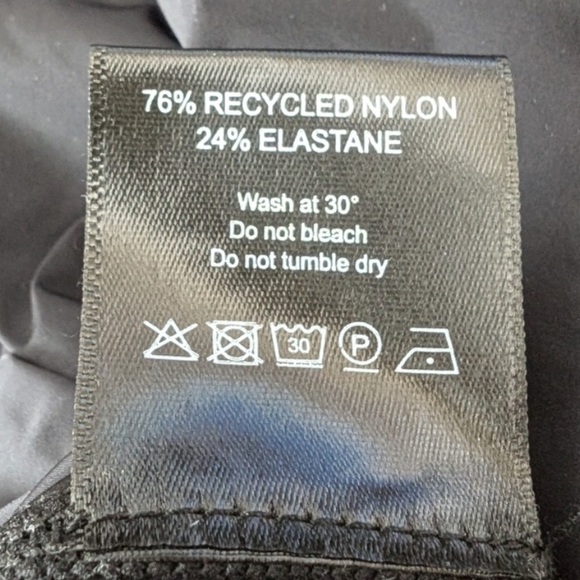 76% RECYCLED NYLON
24% ELASTANE
Wash at 30°
Do not bleach
Do not tumble dry
30 P